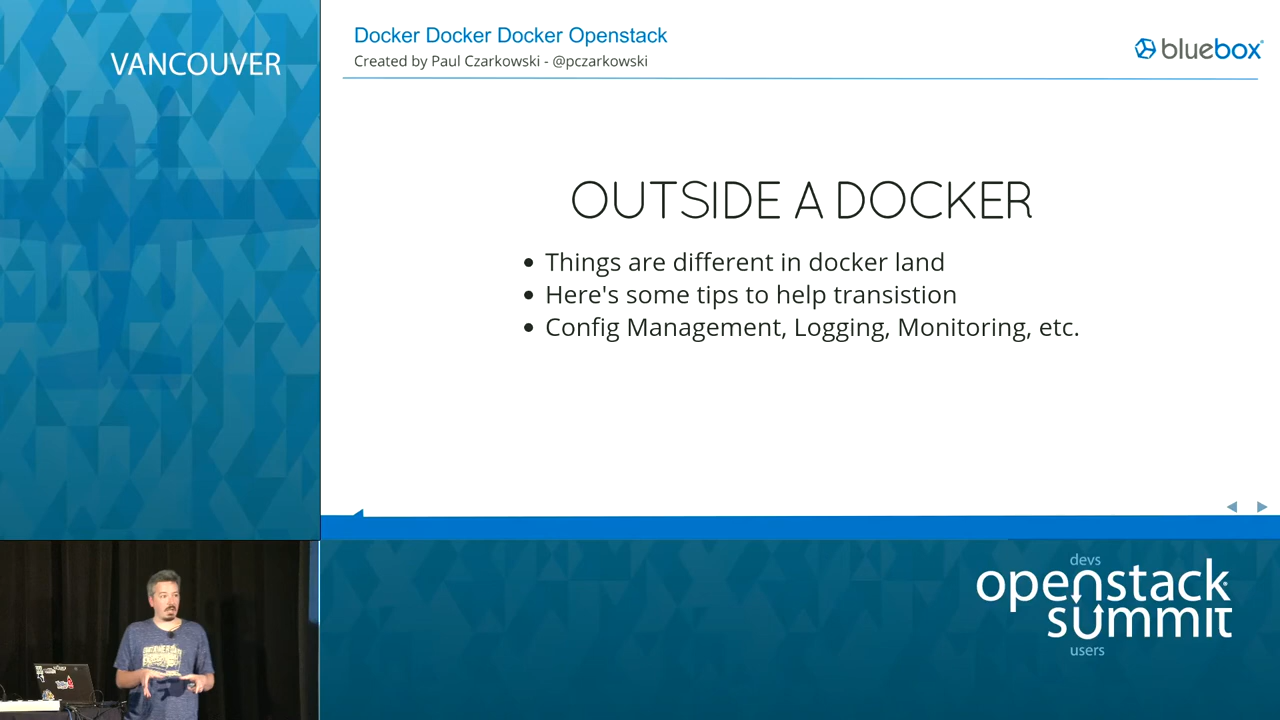 VANCOUVER
Docker Docker Docker Openstack
Created by Paul Czarkowski - @pczarkowski
bluebox
OUTSIDE A DOCKER
Things are different in docker land
Here's some tips to help transistion
Config Management, Logging, Monitoring, etc.
devs
openstack
summit
users